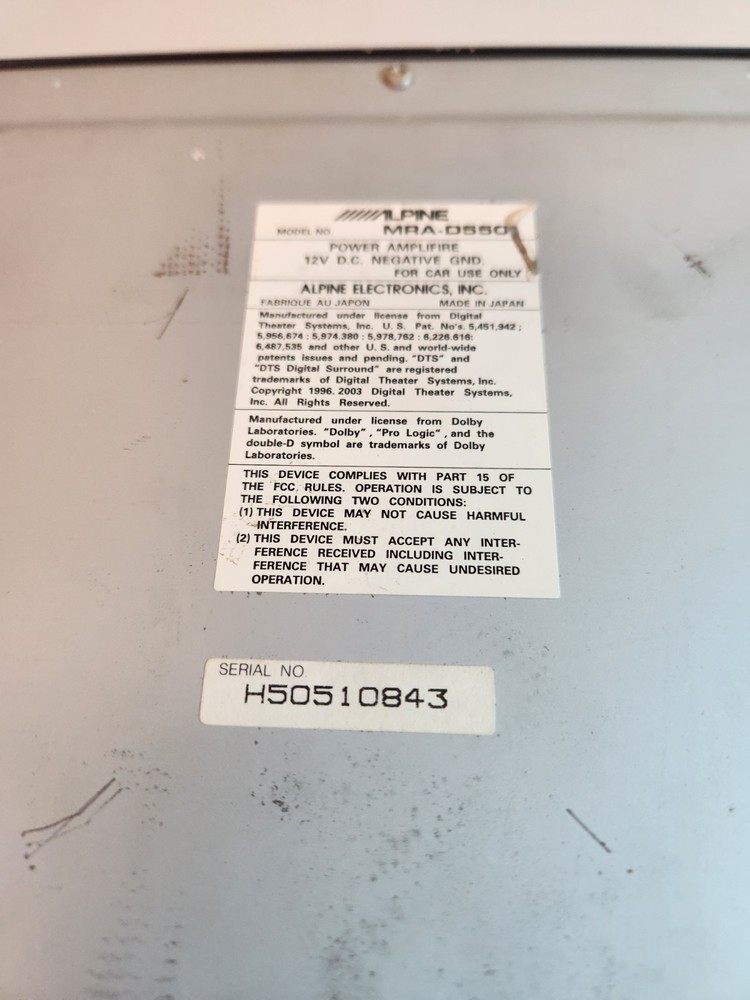 ALPINE
MODEL NO. MRA-D550
POWER AMPLIFIRE
12V D.C. NEGATIVE GND.
FOR CAR USE ONLY
ALPINE ELECTRONICS, INC.
FABRIQUE AU JAPON MADE IN JAPAN
Manufactured under license from Digital
Theater Systems, Inc. U.S. Pat. No's. 5,451,942 ;
5,956,674 ; 5,974,380 ; 5,978,762 ; 6,226,616;
6,487,535 and other U.S. and world-wide
patents issues and pending. "DTS" and
"DTS Digital Surround" are registered
trademarks of Digital Theater Systems, Inc.
Copyright 1996, 2003 Digital Theater Systems,
Inc. All Rights Reserved.
Manufactured under license from Dolby
Laboratories. "Dolby", "Pro Logic", and the
double-D symbol are trademarks of Dolby
Laboratories.
THIS DEVICE COMPLIES WITH PART 15 OF
THE FCC RULES. OPERATION IS SUBJECT TO
THE FOLLOWING TWO CONDITIONS:
(1) THIS DEVICE MAY NOT CAUSE HARMFUL
INTERFERENCE.
(2) THIS DEVICE MUST ACCEPT ANY INTER-
FERENCE RECEIVED INCLUDING INTER-
FERENCE THAT MAY CAUSE UNDESIRED
OPERATION.
SERIAL NO
H50510843